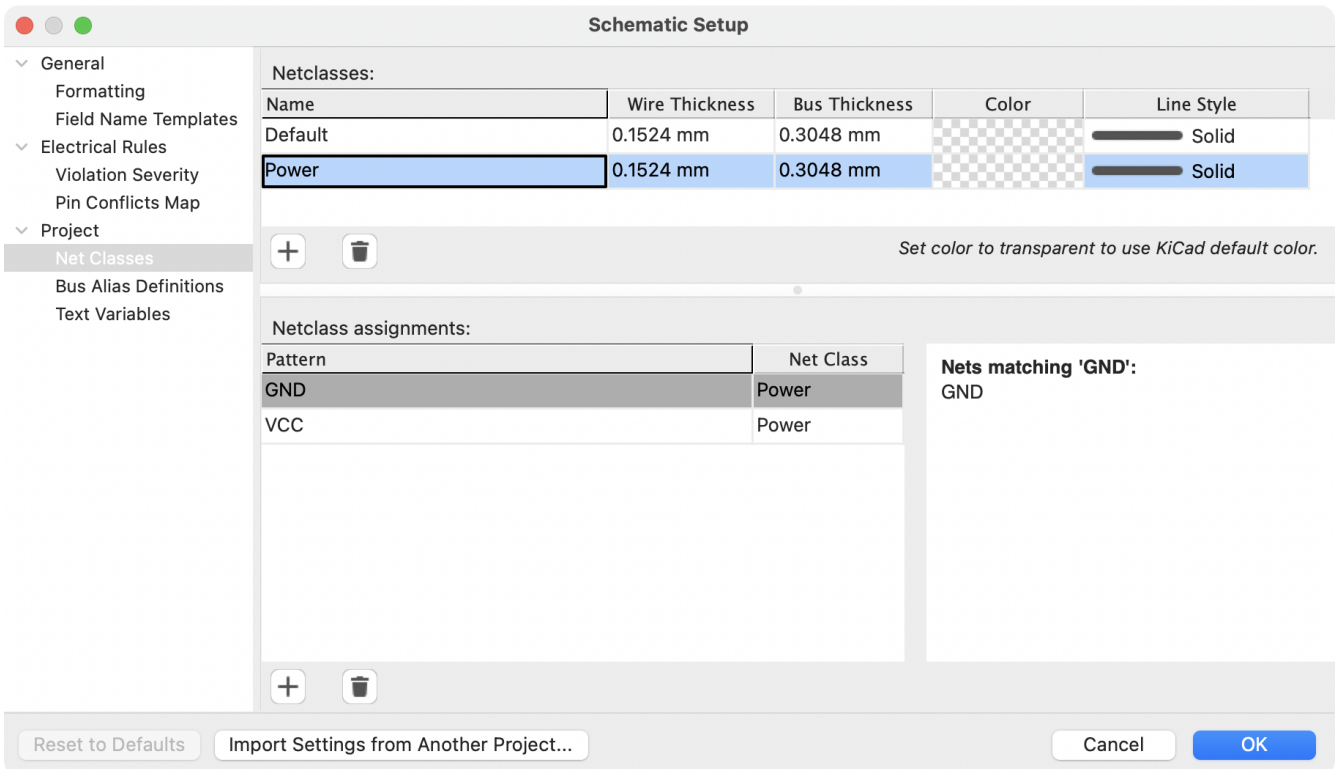 Schematic Setup
General
Formatting
Field Name Templates
Electrical Rules
Violation Severity
Pin Conflicts Map
Project
Net Classes
Bus Alias Definitions
Text Variables
Netclasses:
Name Wire Thickness Bus Thickness Color Line Style
Default 0.1524 mm 0.3048 mm Solid
Power 0.1524 mm 0.3048 mm Solid
Set color to transparent to use KiCad default color.
Netclass assignments:
Pattern Net Class
GND Power
VCC Power
Nets matching 'GND':
GND
Reset to Defaults Import Settings from Another Project... Cancel OK